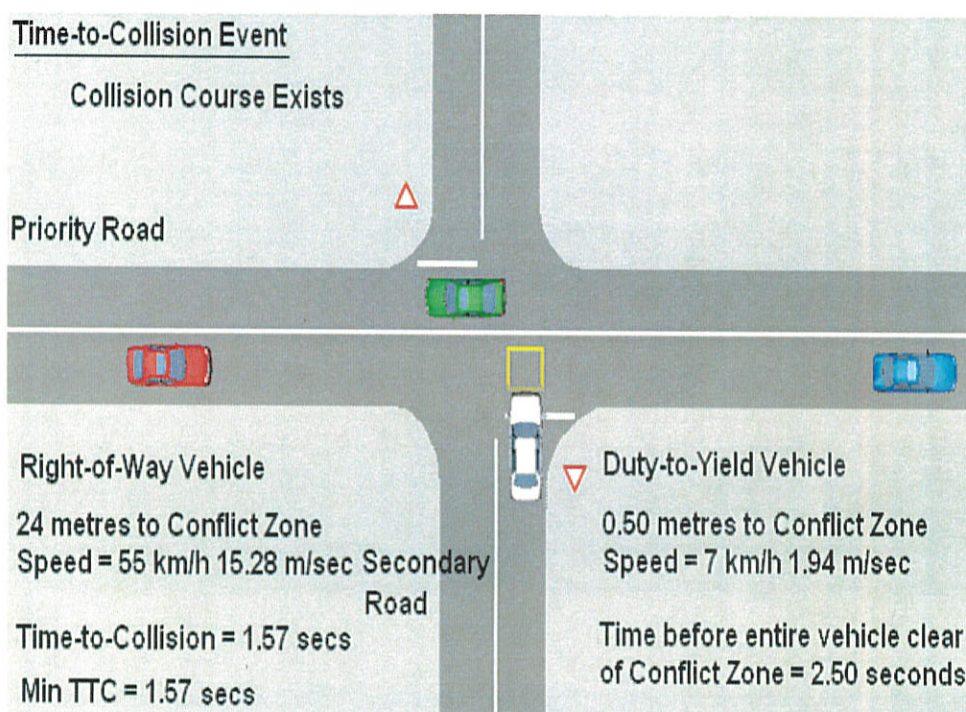 Time-to-Collision Event
Collision Course Exists
Priority Road
Right-of-Way Vehicle
24 metres to Conflict Zone
Speed = 55 km/h 15.28 m/sec
Time-to-Collision = 1.57 secs
Min TTC = 1.57 secs
Secondary
Road
Duty-to-Yield Vehicle
0.50 metres to Conflict Zone
Speed = 7 km/h 1.94 m/sec
Time before entire vehicle clear
of Conflict Zone = 2.50 seconds